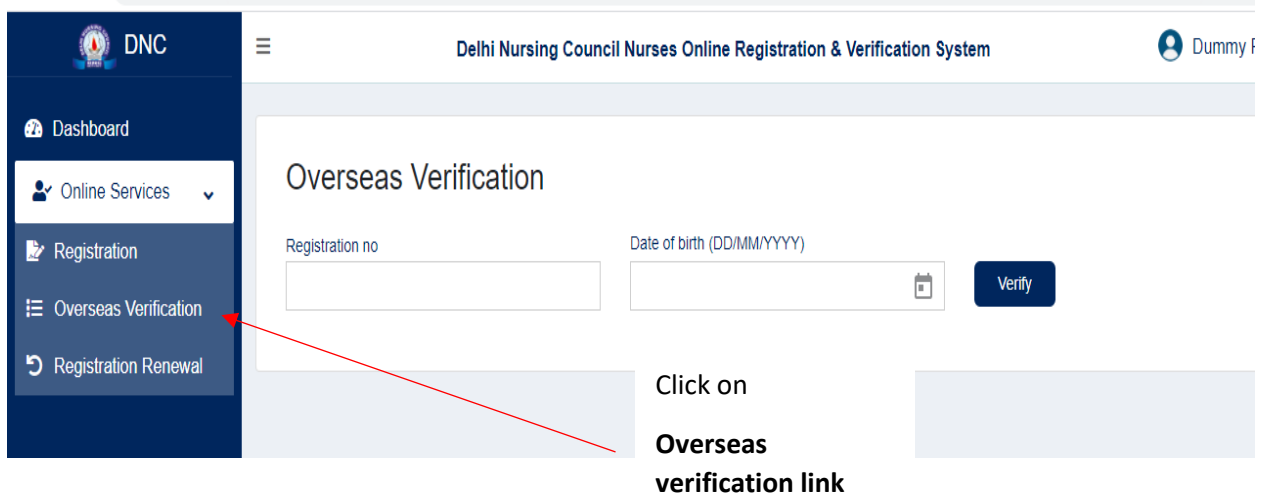 DNC
Delhi Nursing Council Nurses Online Registration & Verification System
Dummy
Dashboard
Online Services
Registration
Overseas Verification
Registration Renewal
Overseas Verification
Registration no
Date of birth (DD/MM/YYYY)
Verify
Click on
Overseas
verification link